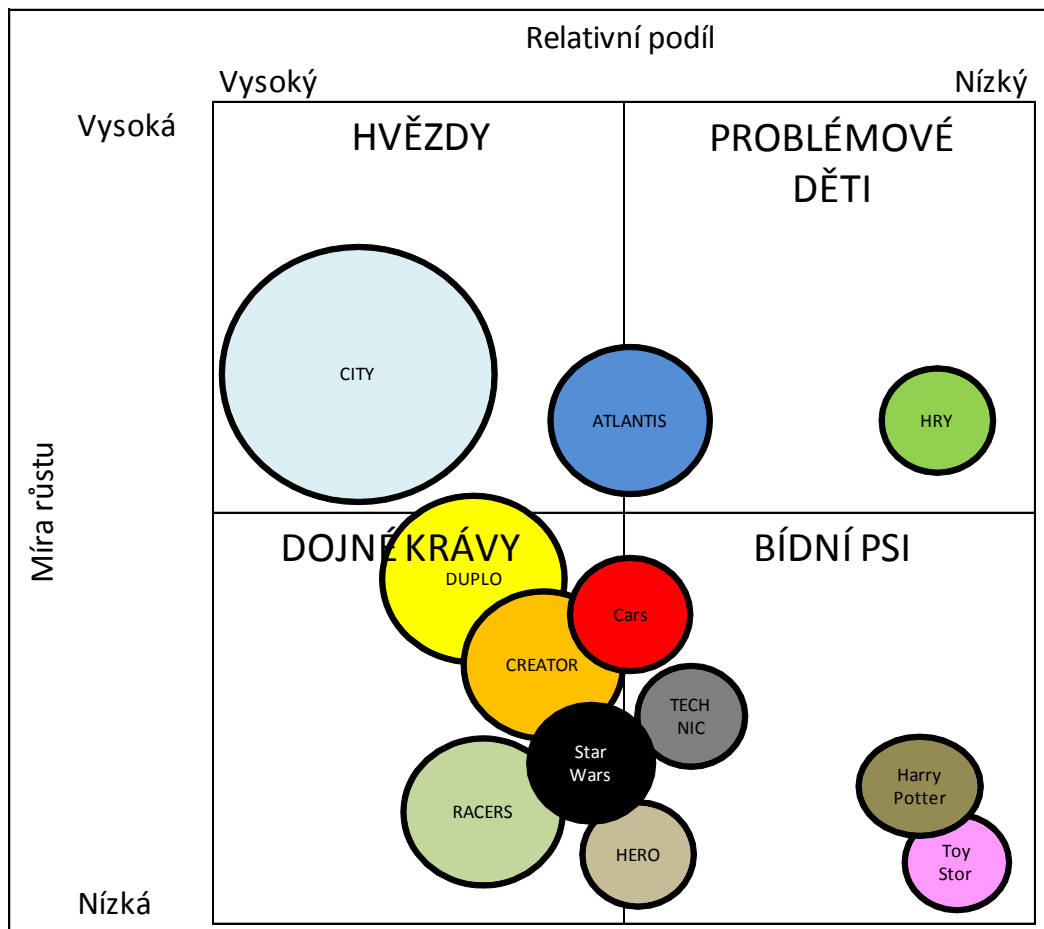 Relativní podíl
Vysoký
Nízký
Vysoká
HVĚZDY
PROBLÉMOVÉ
DĚTI
CITY
ATLANTIS
HRY
Míra růstu
DOJNÉ KRÁVY
BÍDNÍ PSI
DUPLO
Cars
CREATOR
TECH
NIC
Star
Wars
Harry
Potter
RACERS
HERO
Toy
Stor
Nízká